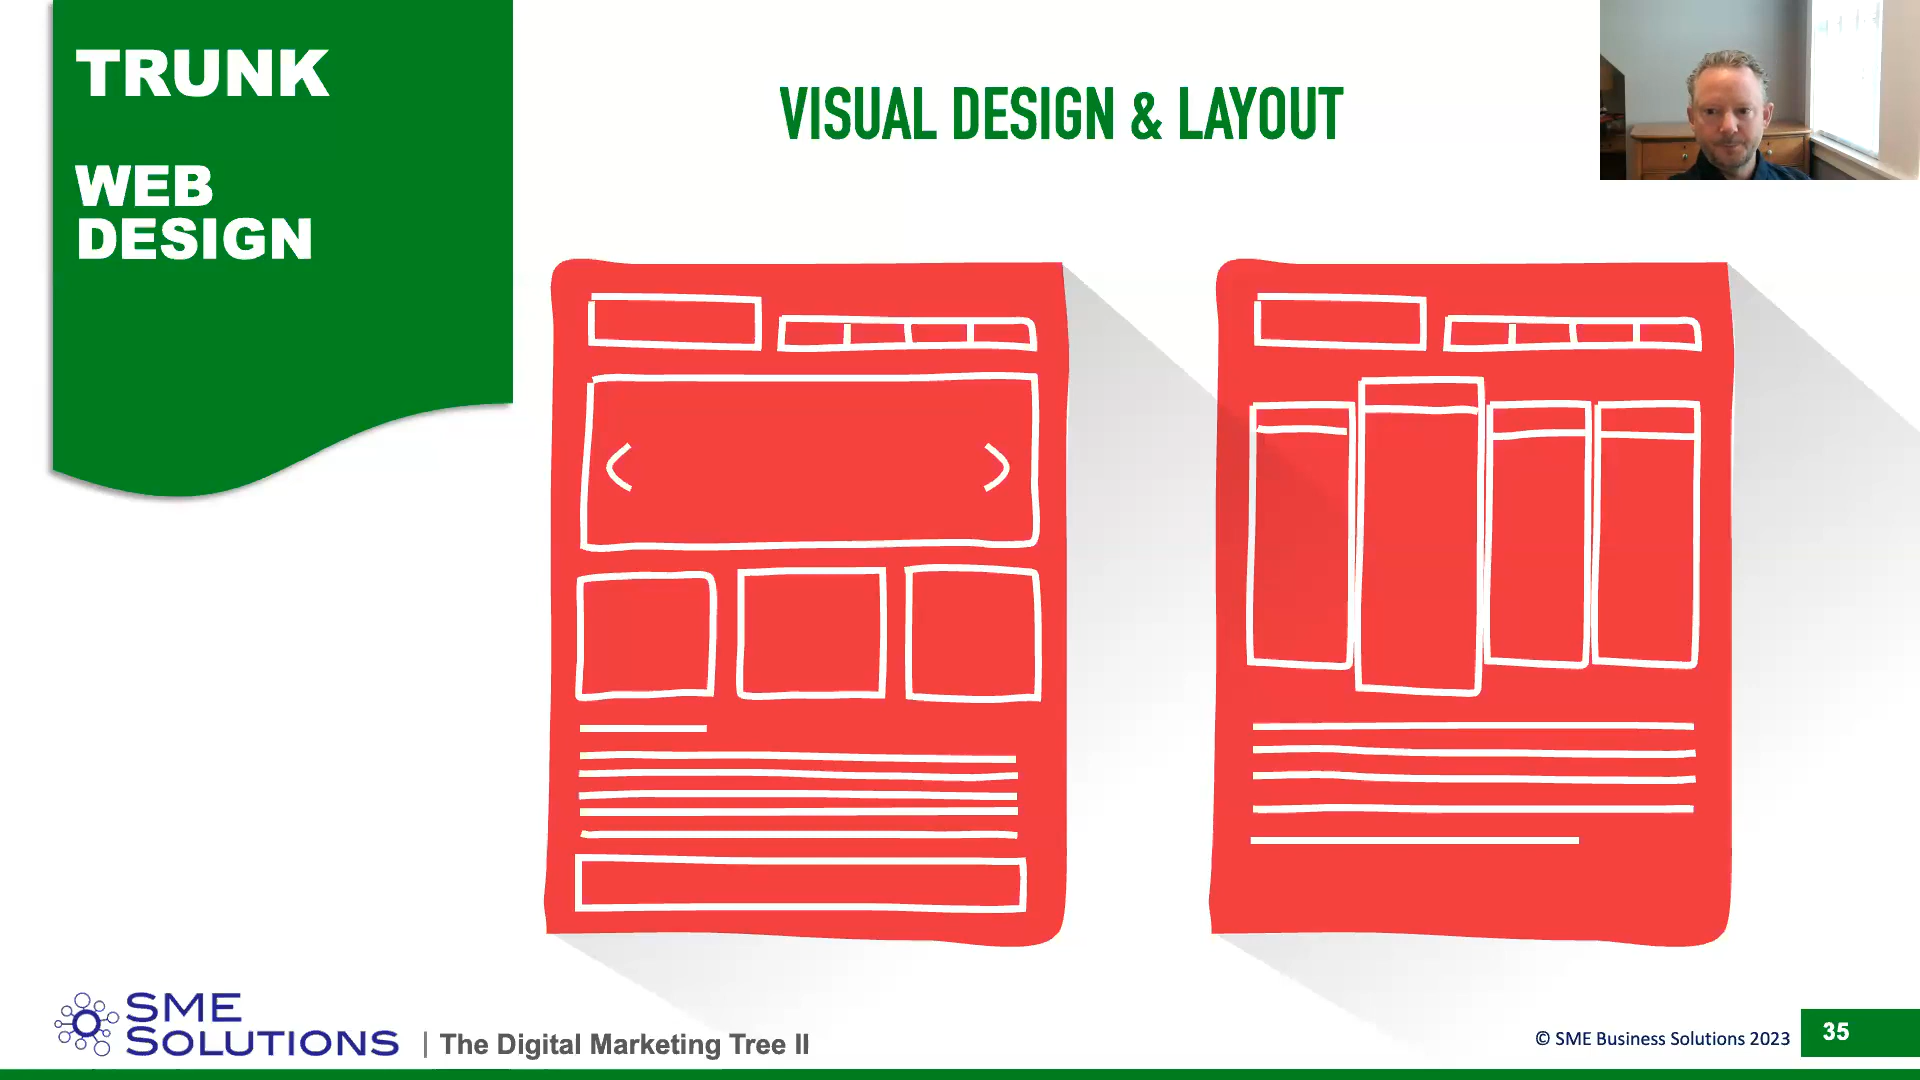 TRUNK
WEB
DESIGN
VISUAL DESIGN & LAYOUT
SME
SOLUTIONS
| The Digital Marketing Tree II
© SME Business Solutions 2023
35